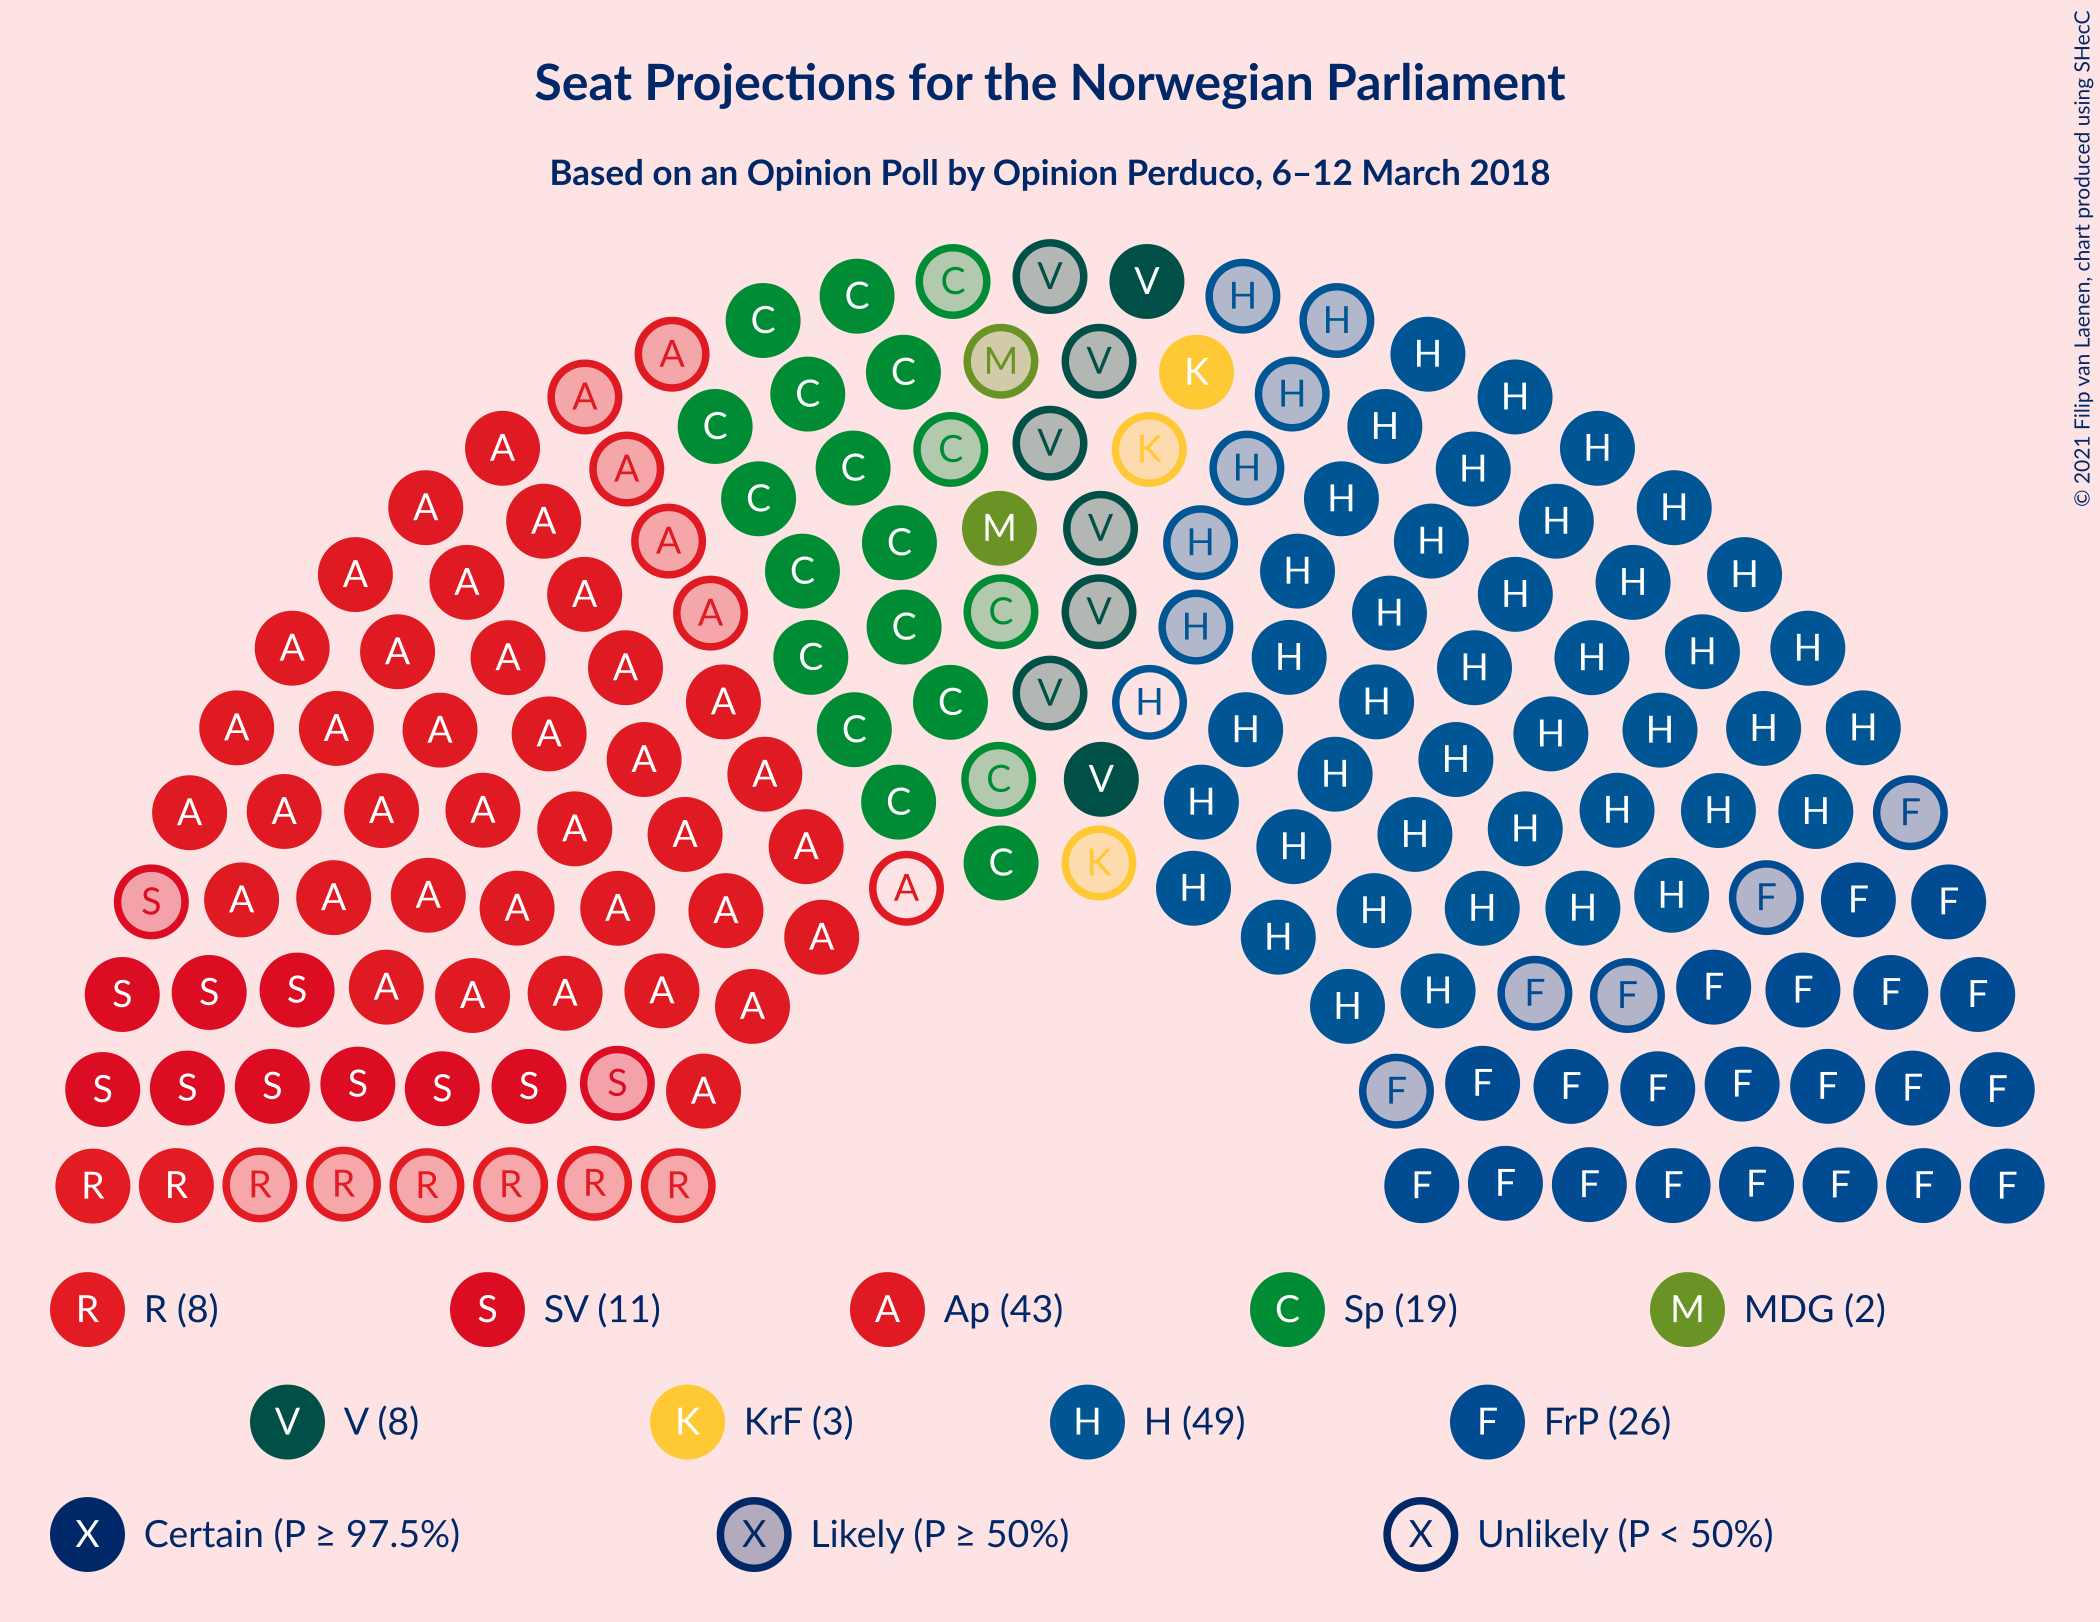 Seat Projections for the Norwegian Parliament
Based on an Opinion Poll by Opinion Perduco, 6–12 March 2018
© 2021 Filip van Laenen, chart produced using SHecC
C C V V H
C H
A C M V K H
A C H H
A C C V K H H
A C H H
A A C M V H H H
A C H H
A A A C H H H H
A C C V H H
A A A A C H H H H H
A C V H H
A A A A C H H H H H
A A C V H H
A A A A C H H H H F
A A A H H H
C K
S A A A A A A A H H H H H F F F
A H
S S S A A A A A H H F F F F F F
S S S S S S S A F F F F F F F F
R R R R R R R R F F F F F F F F
R R (8) S SV (11) A Ap (43) C Sp (19) M MDG (2)
V V (8) K KrF (3) H H (49) F FrP (26)
X Certain (P ≥ 97.5%) X Likely (P ≥ 50%) X Unlikely (P < 50%)